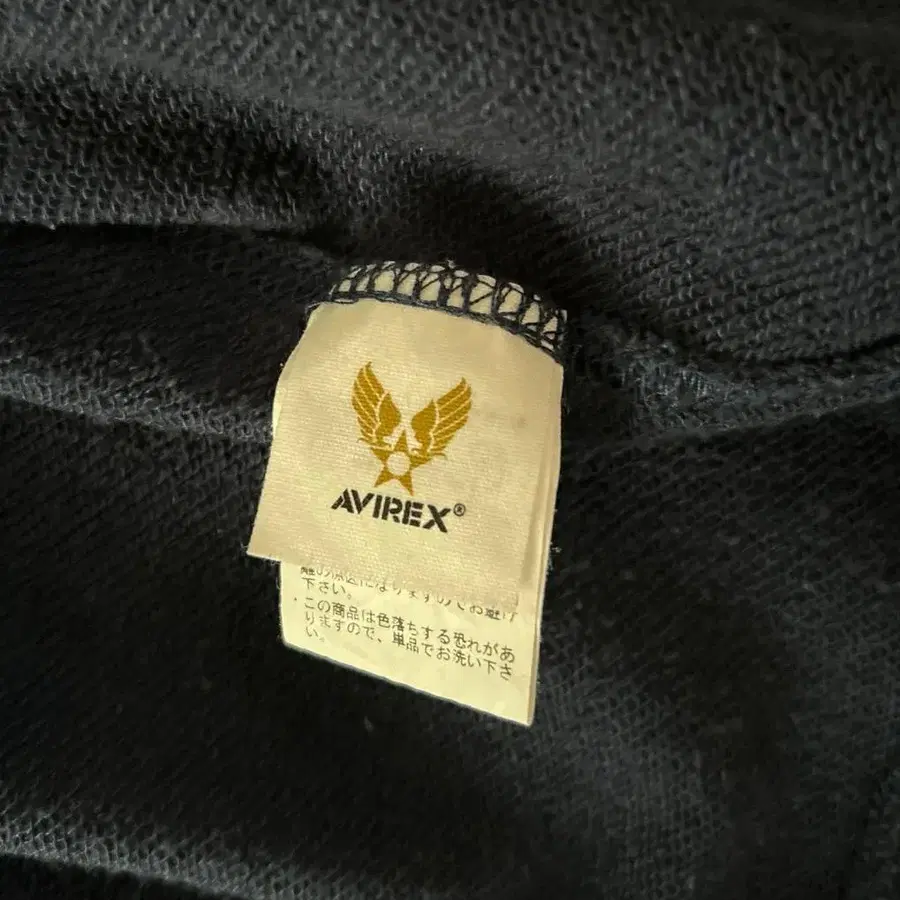 AVIREX®
下さい。
・この商品は色落ちする恐れがあ
りますので、単品でお洗い下さ
い。